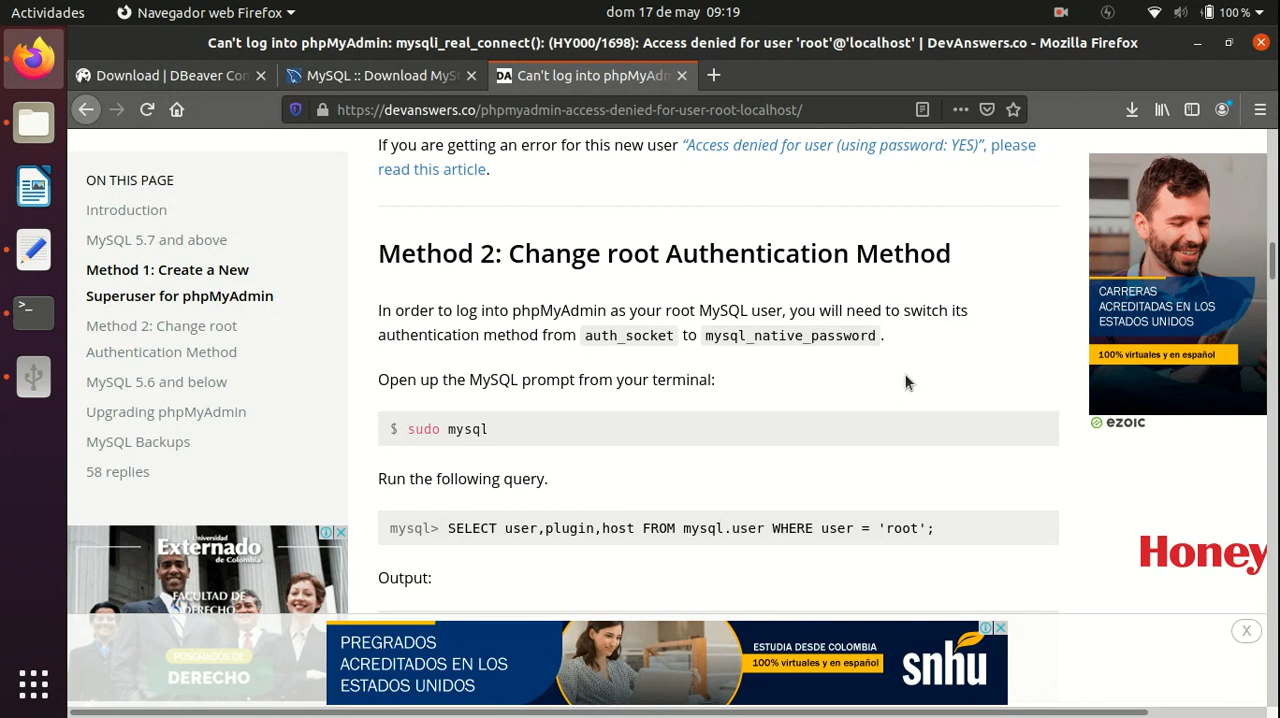 Actividades
Navegador web Firefox
dom 17 de may 09:19
100 %
Can't log into phpMyAdmin: mysqli_real_connect(): (HY000/1698): Access denied for user 'root'@'localhost' | DevAnswers.co - Mozilla Firefox
Download | DBeaver Con
MySQL :: Download MyS
DA Can't log into phpMyAdm
https://devanswers.co/phpmyadmin-access-denied-for-user-root-localhost/
ON THIS PAGE
Introduction
MySQL 5.7 and above
Method 1: Create a New
Superuser for phpMyAdmin
Method 2: Change root
Authentication Method
MySQL 5.6 and below
Upgrading phpMyAdmin
MySQL Backups
58 replies
If you are getting an error for this new user “Access denied for user (using password: YES)”, please
read this article.
Method 2: Change root Authentication Method
In order to log into phpMyAdmin as your root MySQL user, you will need to switch its
authentication method from auth_socket to mysql_native_password.
Open up the MySQL prompt from your terminal:
$ sudo mysql
Run the following query.
mysql> SELECT user,plugin,host FROM mysql.user WHERE user = 'root';
Output:
CARRERAS
ACREDITADAS EN LOS
ESTADOS UNIDOS
100% virtuales y en español
ezoic
Honey
Universidad
Externado
de Colombia
FACULTAD DE
DERECHO
POSGRADOS DE
DERECHO
PREGRADOS
ACREDITADOS EN LOS
ESTADOS UNIDOS
ESTUDIA DESDE COLOMBIA
100% virtuales y en español
snhu
X